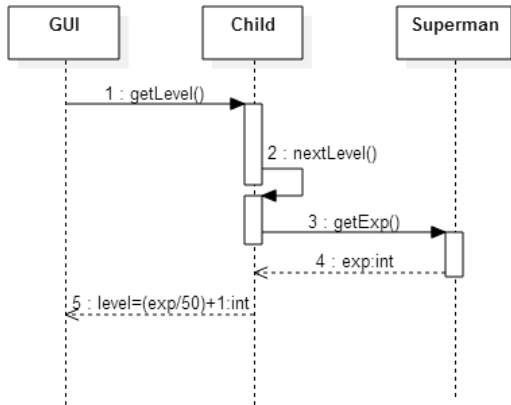 GUI
Child
Superman
1 : getLevel()
2 : nextLevel()
3 : getExp()
4 : exp:int
5 : level=(exp/50)+1:int